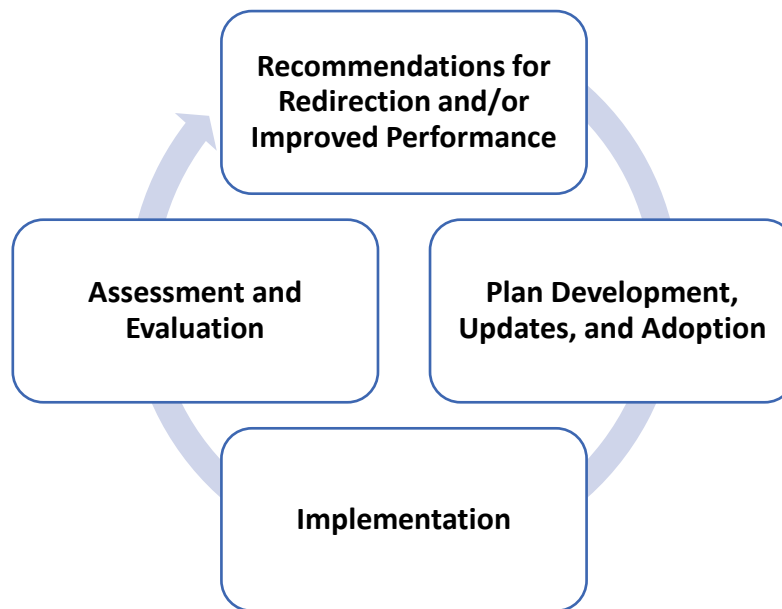 Recommendations for
Redirection and/or
Improved Performance
Assessment and
Evaluation
Plan Development,
Updates, and Adoption
Implementation